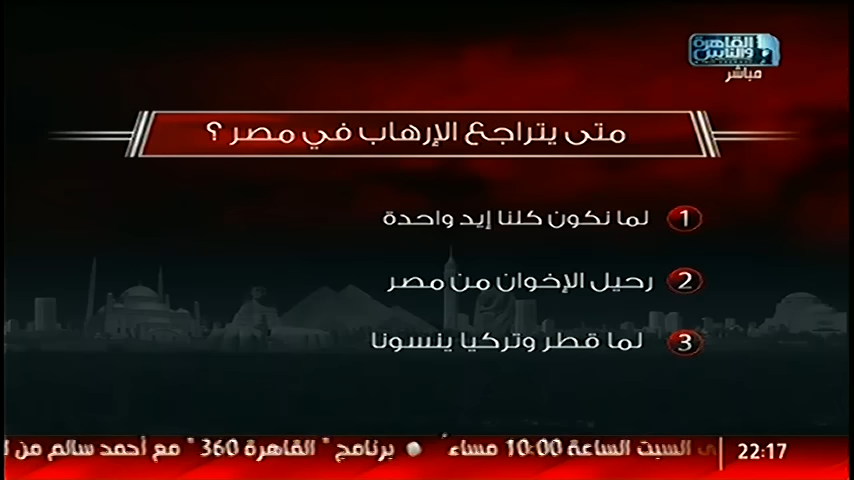 القاهرة
والناس
مباشر
متى يتراجع الإرهاب في مصر ؟
1 لما نكون كلنا إيد واحدة
2 رحيل الإخوان من مصر
3 لما قطر وتركيا ينسونا
22:17 السبت الساعة 10:00 مساءً • برنامج " القاهرة 360 " مع أحمد سالم من